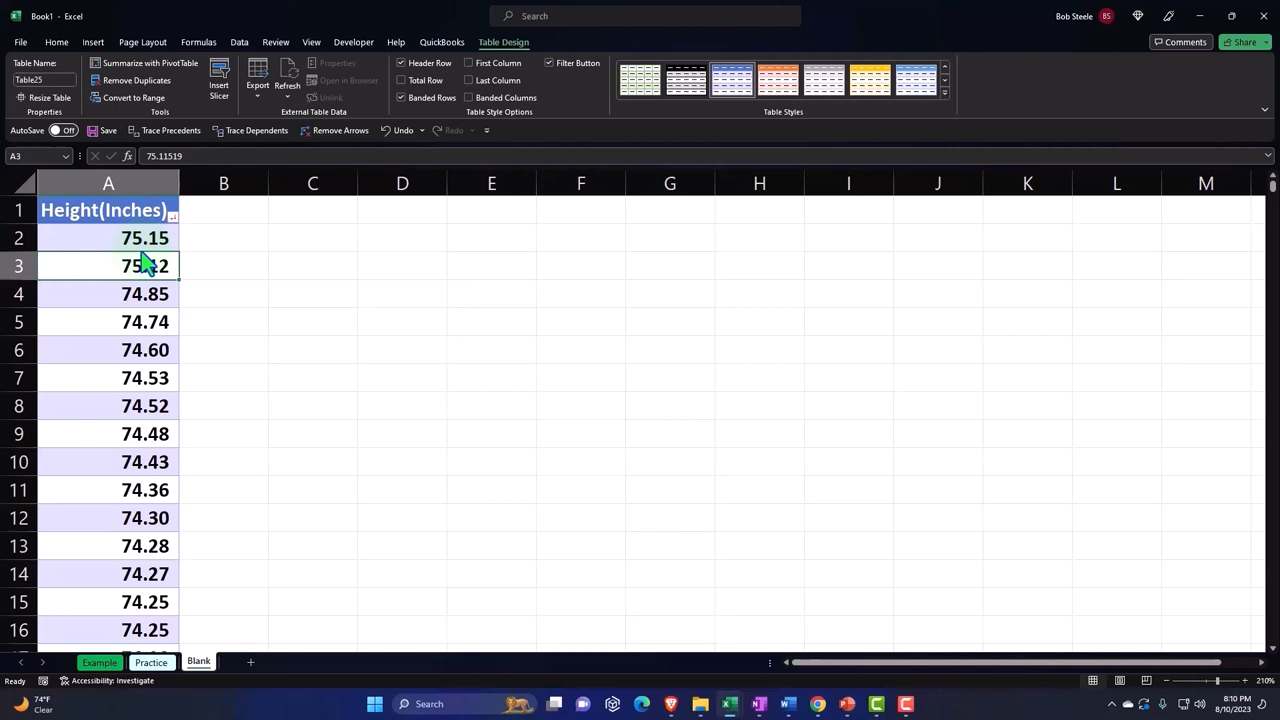 Book1 - Excel
Search
Bob Steele
BS
File
Home
Insert
Page Layout
Formulas
Data
Review
View
Developer
Help
QuickBooks
Table Design
Comments
Share
Table Name:
Table25
Resize Table
Properties
Summarize with PivotTable
Remove Duplicates
Convert to Range
Tools
Insert
Slicer
Export
Refresh
Properties
Open in Browser
Unlink
External Table Data
Header Row
Total Row
Banded Rows
First Column
Last Column
Banded Columns
Filter Button
Table Style Options
Table Styles
AutoSave Off Save Trace Precedents Trace Dependents Remove Arrows Undo Redo
A3 fx 75.11519
A B C D E F G H I J K L M
1 Height(Inches)
2 75.15
3
4 74.85
5 74.74
6 74.60
7 74.53
8 74.52
9 74.48
10 74.43
11 74.36
12 74.30
13 74.28
14 74.27
15 74.25
16 74.25
Example Practice Blank
Ready Accessibility: Investigate 210%
74°F
Clear
Search
8:10 PM
8/10/2023